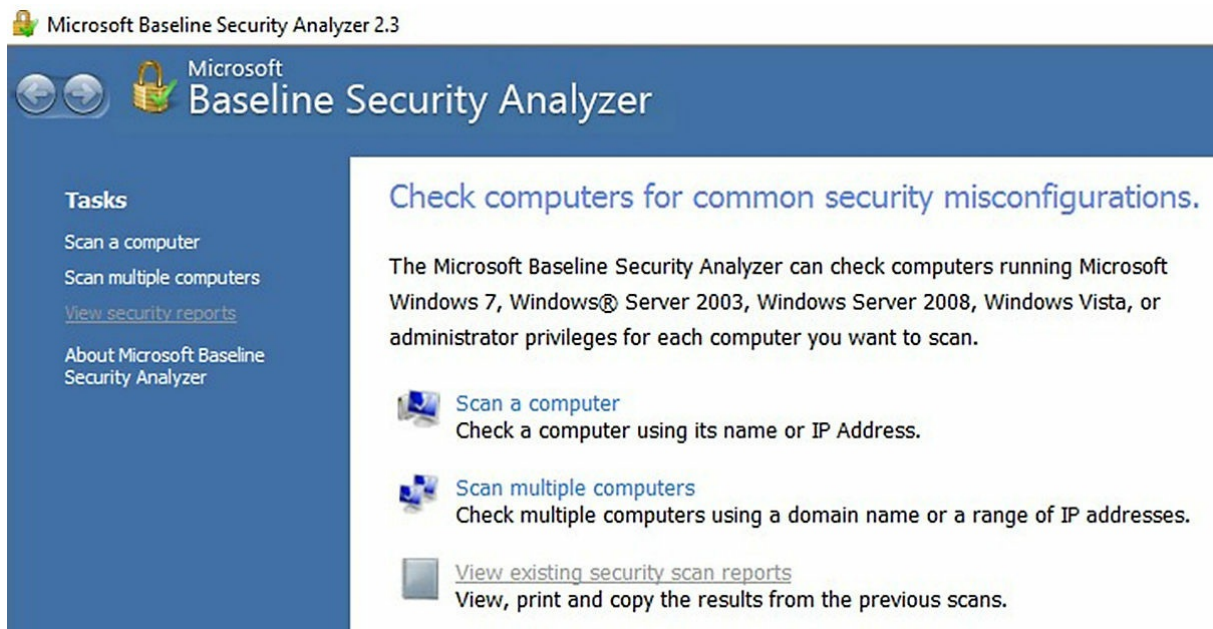 Microsoft Baseline Security Analyzer 2.3
Microsoft
Baseline Security Analyzer
Tasks
Scan a computer
Scan multiple computers
View security reports
About Microsoft Baseline
Security Analyzer
Check computers for common security misconfigurations.
The Microsoft Baseline Security Analyzer can check computers running Microsoft
Windows 7, Windows® Server 2003, Windows Server 2008, Windows Vista, or
administrator privileges for each computer you want to scan.
Scan a computer
Check a computer using its name or IP Address.
Scan multiple computers
Check multiple computers using a domain name or a range of IP addresses.
View existing security scan reports
View, print and copy the results from the previous scans.